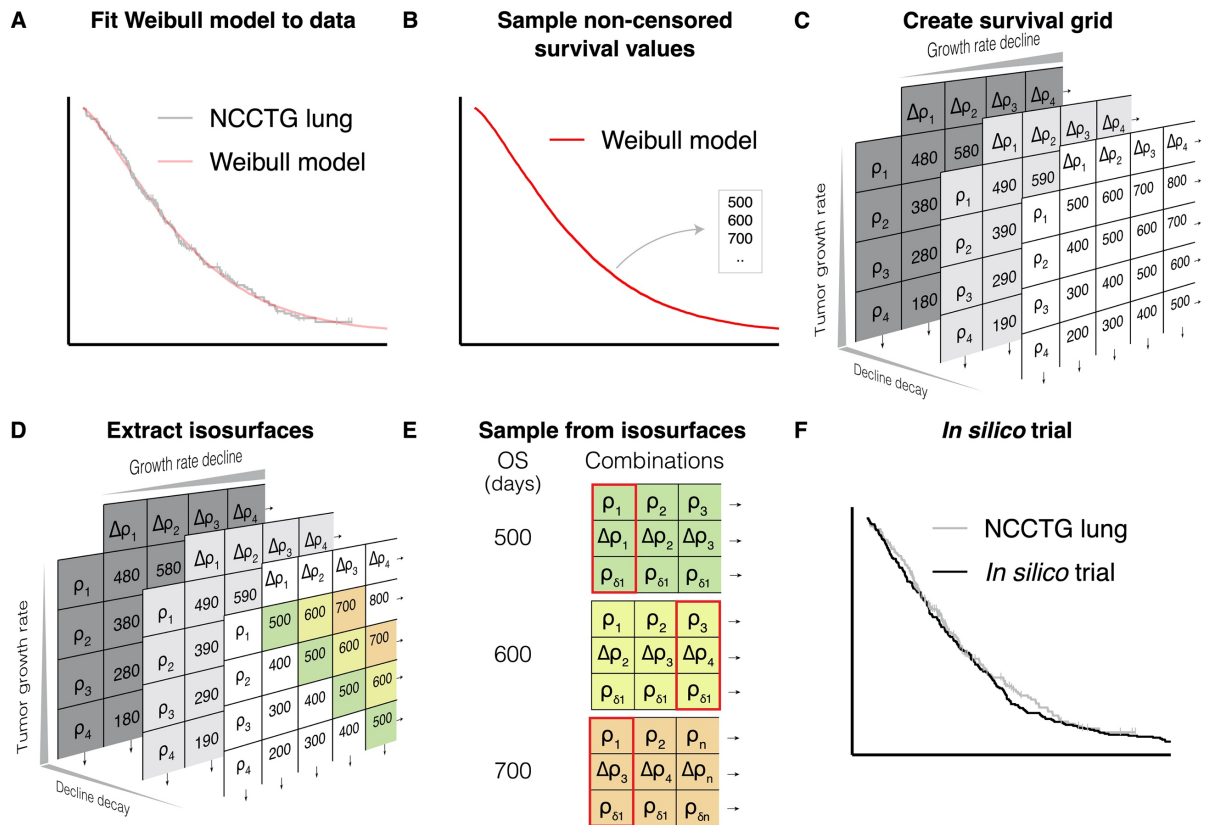 A
Fit Weibull model to data
NCCTG lung
Weibull model
B
Sample non-censored
survival values
Weibull model
500
600
700
..
C
Create survival grid
Growth rate decline
Tumor growth rate
Decline decay
Δρ1 Δρ2 Δρ3 Δρ4
ρ1 480 580
ρ2 380
ρ3 280
ρ4 180
Δρ1 Δρ2 Δρ3 Δρ4
ρ1 490 590
ρ2 390
ρ3 290
ρ4 190
Δρ1 Δρ2 Δρ3 Δρ4
ρ1 500 600 700 800
ρ2 400 500 600 700
ρ3 300 400 500 600
ρ4 200 300 400 500
D
Extract isosurfaces
Growth rate decline
Tumor growth rate
Decline decay
Δρ1 Δρ2 Δρ3 Δρ4
ρ1 480 580
ρ2 380
ρ3 280
ρ4 180
Δρ1 Δρ2 Δρ3 Δρ4
ρ1 490 590
ρ2 390
ρ3 290
ρ4 190
Δρ1 Δρ2 Δρ3 Δρ4
ρ1 500 600 700 800
ρ2 400 500 600 700
ρ3 300 400 500 600
ρ4 200 300 400 500
E
Sample from isosurfaces
OS
(days)
Combinations
500
ρ1 ρ2 ρ3
Δρ1 Δρ2 Δρ3
ρδ1 ρδ1 ρδ1
600
ρ1 ρ2 ρ3
Δρ2 Δρ3 Δρ4
ρδ1 ρδ1 ρδ1
700
ρ1 ρ2 ρn
Δρ3 Δρ4 Δρn
ρδ1 ρδ1 ρδn
F
In silico trial
NCCTG lung
In silico trial